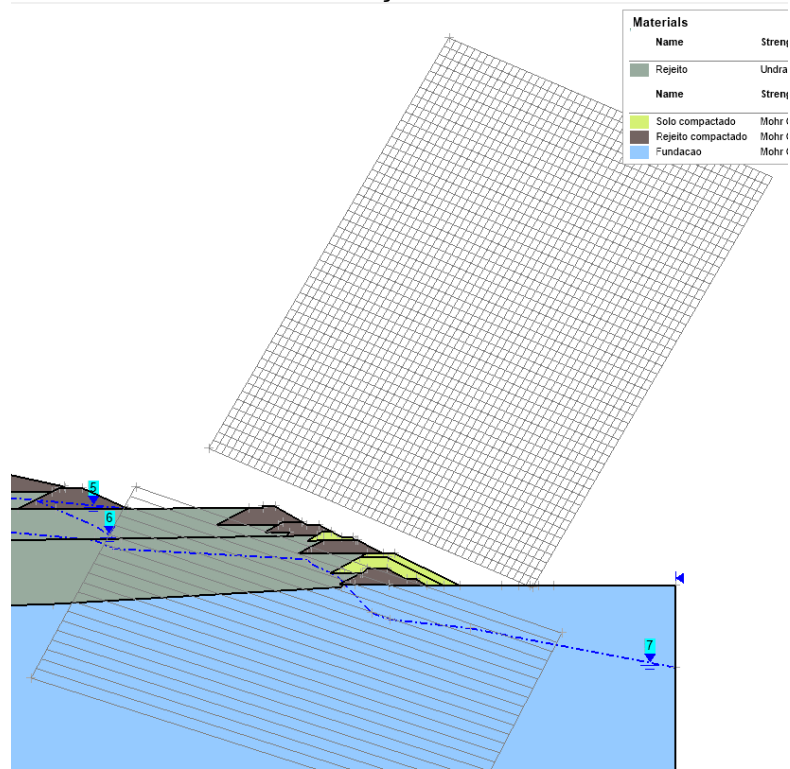 Materials
Name Streng
Rejeito Undra
Name Streng
Solo compactado Mohr C
Rejeito compactado Mohr C
Fundacao Mohr C
5
6
7